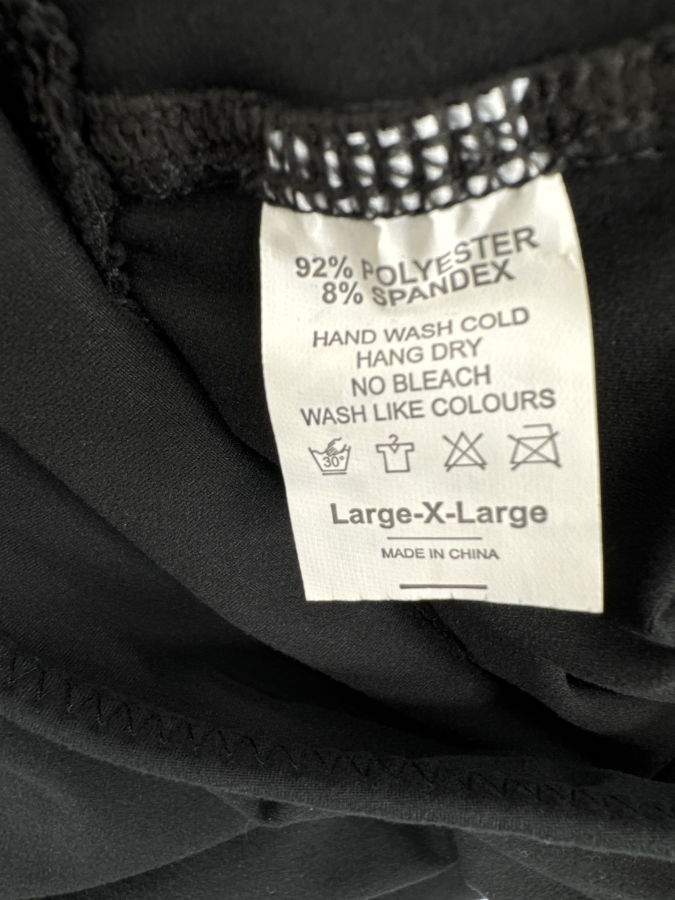 92% POLYESTER
8% SPANDEX
HAND WASH COLD
HANG DRY
NO BLEACH
WASH LIKE COLOURS
30°
Large-X-Large
MADE IN CHINA